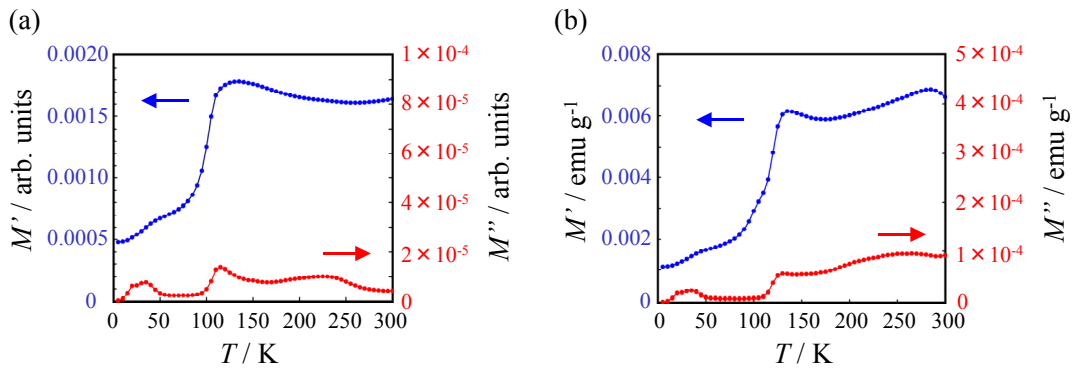 (a)
0.0020
0.0015
0.0010
0.0005
0
M' / arb. units
1 × 10⁻⁴
8 × 10⁻⁵
6 × 10⁻⁵
4 × 10⁻⁵
2 × 10⁻⁵
0
M'' / arb. units
0 50 100 150 200 250 300
T / K
(b)
0.008
0.006
0.004
0.002
0
M' / emu g⁻¹
5 × 10⁻⁴
4 × 10⁻⁴
3 × 10⁻⁴
2 × 10⁻⁴
1 × 10⁻⁴
0
M'' / emu g⁻¹
0 50 100 150 200 250 300
T / K